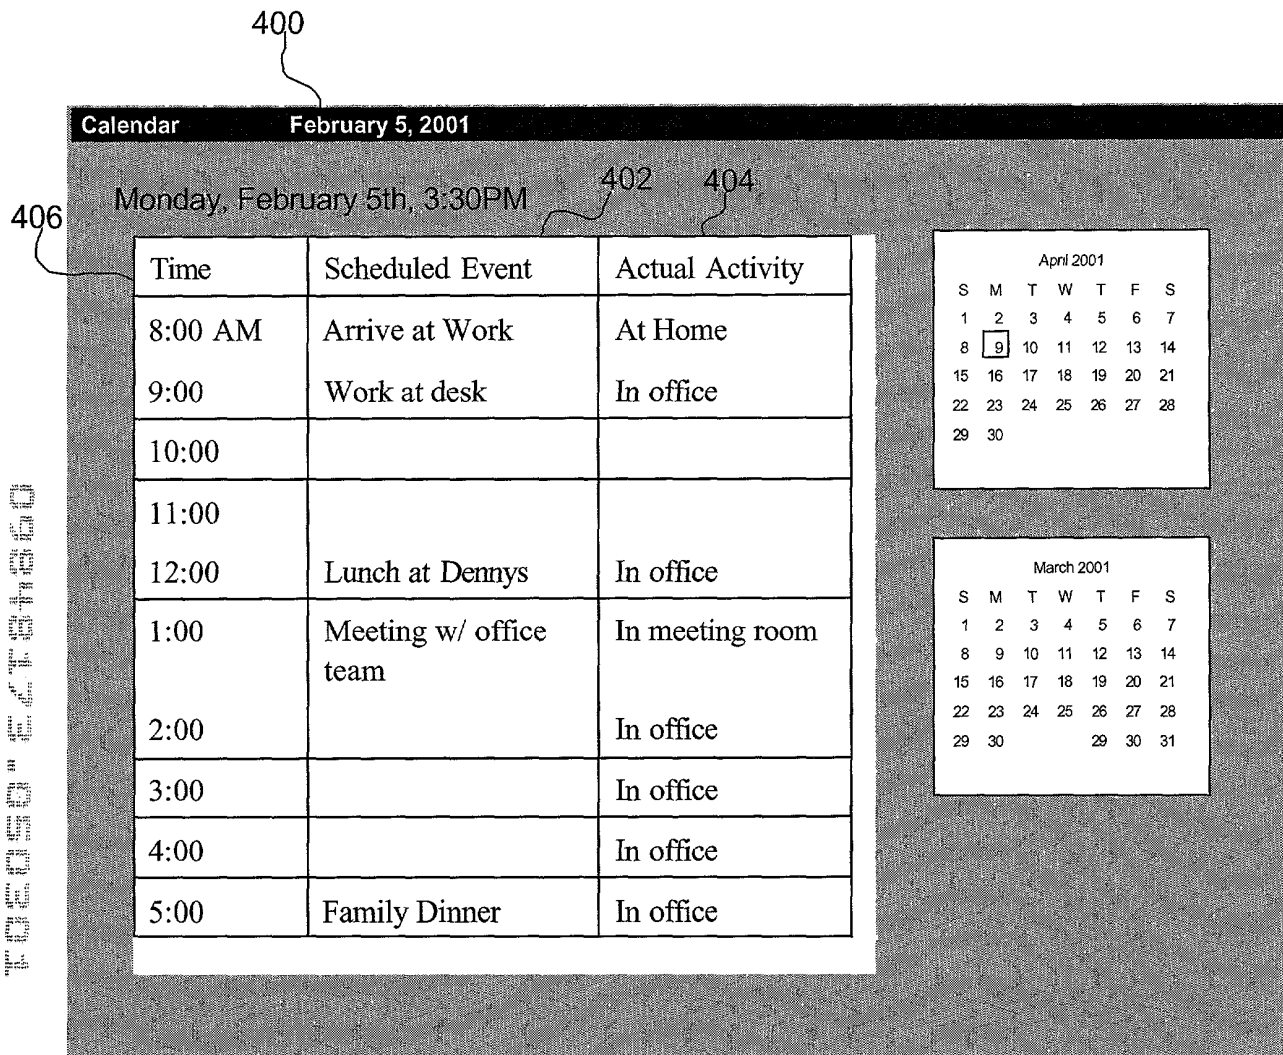 400
Calendar February 5, 2001
Monday, February 5th, 3:30PM 402 404
406
Time Scheduled Event Actual Activity
8:00 AM Arrive at Work At Home
9:00 Work at desk In office
10:00
11:00
12:00 Lunch at Dennys In office
1:00 Meeting w/ office In meeting room
team
2:00 In office
3:00 In office
4:00 In office
5:00 Family Dinner In office
April 2001
S M T W T F S
1 2 3 4 5 6 7
8 9 10 11 12 13 14
15 16 17 18 19 20 21
22 23 24 25 26 27 28
29 30
March 2001
S M T W T F S
1 2 3 4 5 6 7
8 9 10 11 12 13 14
15 16 17 18 19 20 21
22 23 24 25 26 27 28
29 30 29 30 31